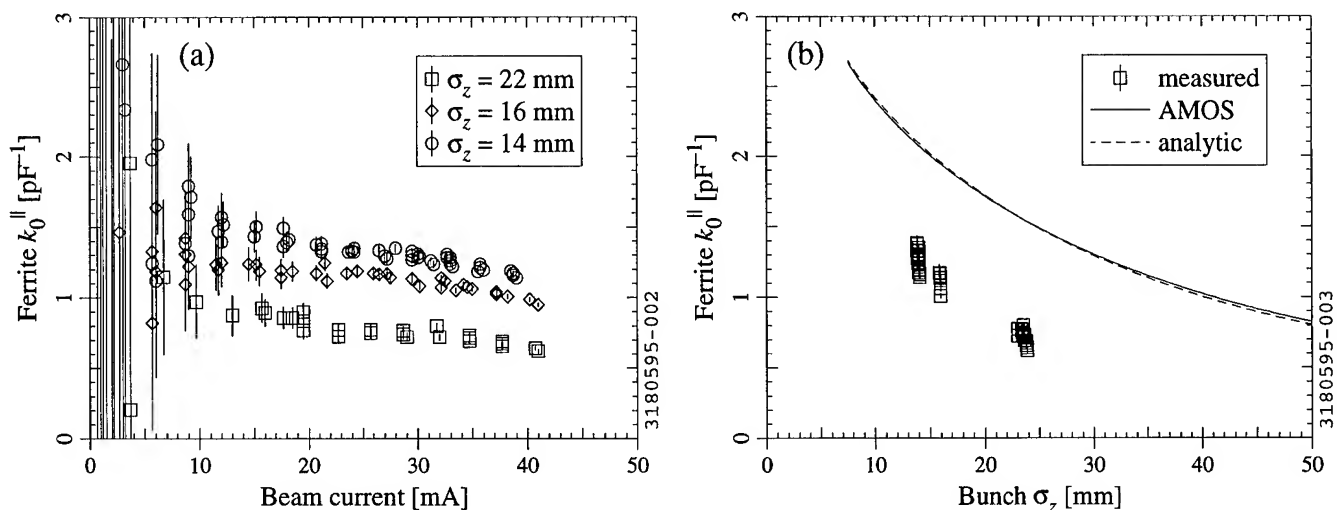 (a)
σz = 22 mm
σz = 16 mm
σz = 14 mm
Ferrite k0∥ [pF−1]
3
2
1
0
0 10 20 30 40 50
Beam current [mA]
3180595-002
(b)
measured
AMOS
analytic
Ferrite k0∥ [pF−1]
3
2
1
0
0 10 20 30 40 50
Bunch σz [mm]
3180595-003